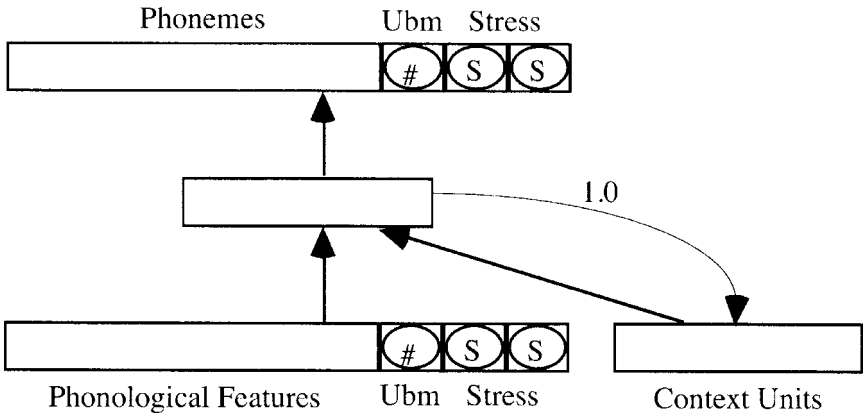 Phonemes Ubm Stress
# S S
1.0
# S S
Phonological Features Ubm Stress Context Units